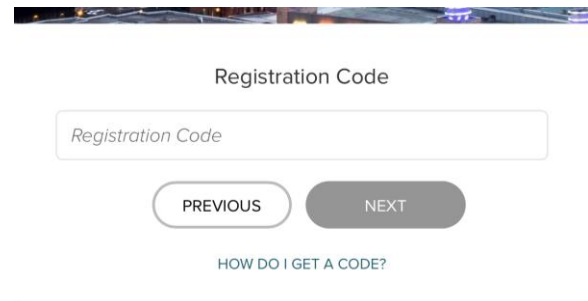 Registration Code
Registration Code
PREVIOUS
NEXT
HOW DO I GET A CODE?